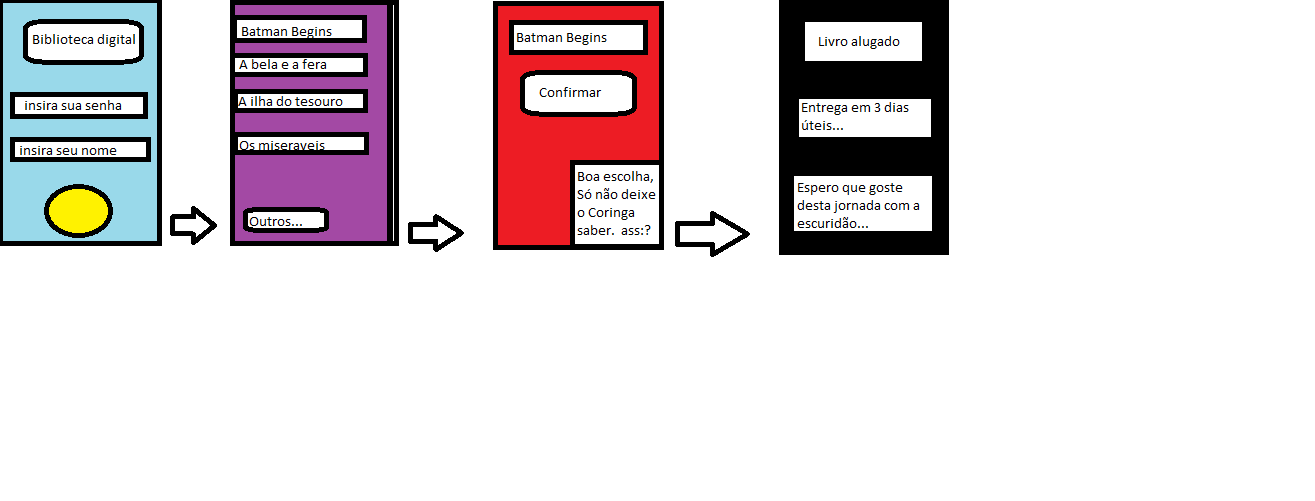 Biblioteca digital
insira sua senha
insira seu nome
Batman Begins
A bela e a fera
A ilha do tesouro
Os miseraveis
Outros...
Batman Begins
Confirmar
Boa escolha,
Só não deixe
o Coringa
saber.  ass:?
Livro alugado
Entrega em 3 dias
úteis...
Espero que goste
desta jornada com a
escuridão...